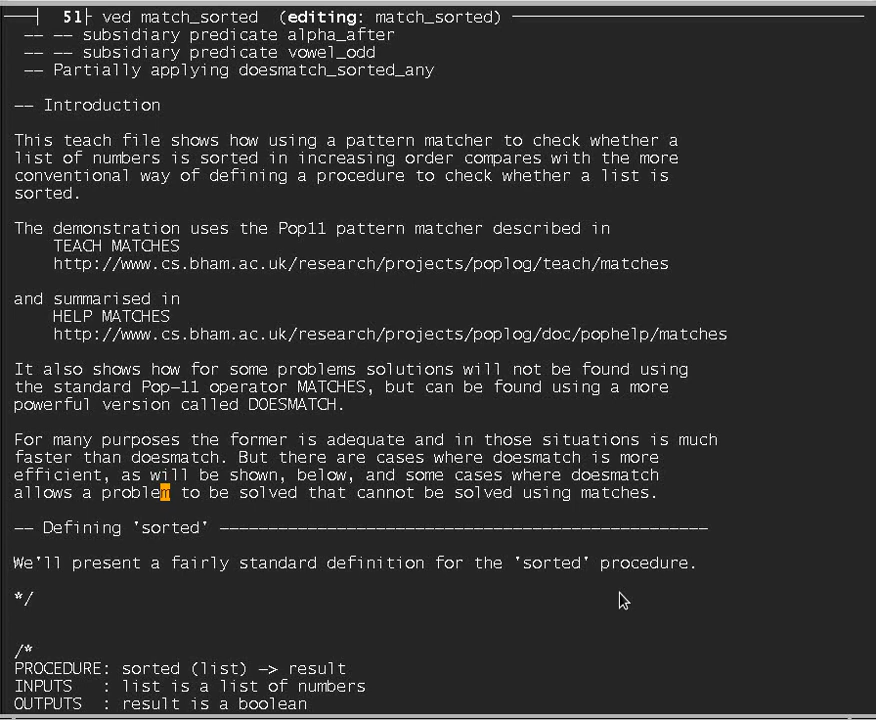 51 ved match_sorted (editing: match_sorted)
-- -- subsidiary predicate alpha_after
-- -- subsidiary predicate vowel_odd
-- Partially applying doesmatch_sorted_any
-- Introduction
This teach file shows how using a pattern matcher to check whether a
list of numbers is sorted in increasing order compares with the more
conventional way of defining a procedure to check whether a list is
sorted.
The demonstration uses the Pop11 pattern matcher described in
TEACH MATCHES
http://www.cs.bham.ac.uk/research/projects/poplog/teach/matches
and summarised in
HELP MATCHES
http://www.cs.bham.ac.uk/research/projects/poplog/doc/pophelp/matches
It also shows how for some problems solutions will not be found using
the standard Pop-11 operator MATCHES, but can be found using a more
powerful version called DOESMATCH.
For many purposes the former is adequate and in those situations is much
faster than doesmatch. But there are cases where doesmatch is more
efficient, as will be shown, below, and some cases where doesmatch
allows a problem to be solved that cannot be solved using matches.
-- Defining 'sorted' --------------------------------------------------
We'll present a fairly standard definition for the 'sorted' procedure.
*/
/*
PROCEDURE: sorted (list) -> result
INPUTS   : list is a list of numbers
OUTPUTS  : result is a boolean